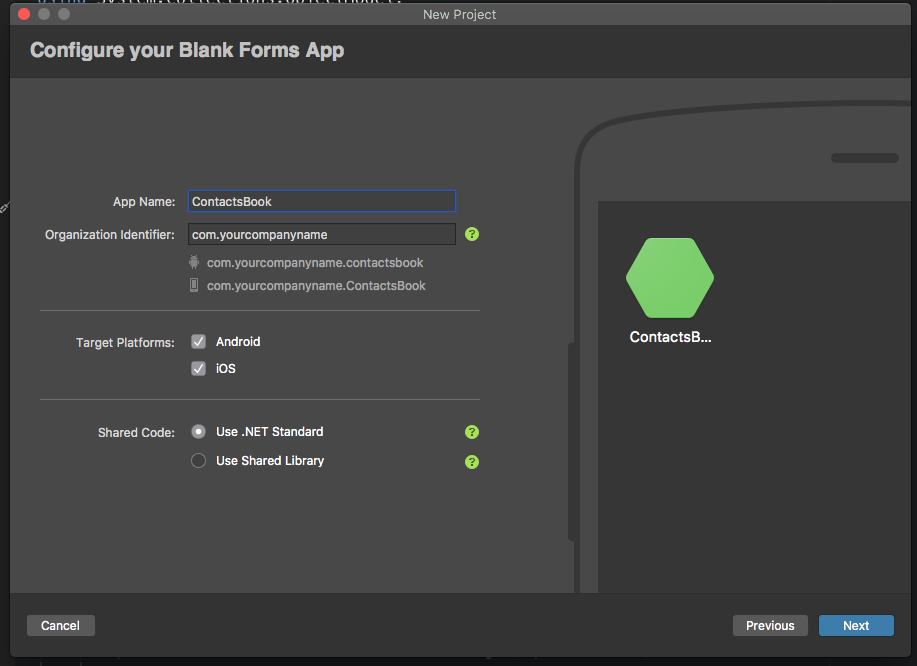 New Project
Configure your Blank Forms App
App Name: ContactsBook
Organization Identifier: com.yourcompanyname ?
com.yourcompanyname.contactsbook
com.yourcompanyname.ContactsBook
Target Platforms: Android
iOS
Shared Code: Use .NET Standard ?
Use Shared Library ?
ContactsB...
Cancel
Previous
Next